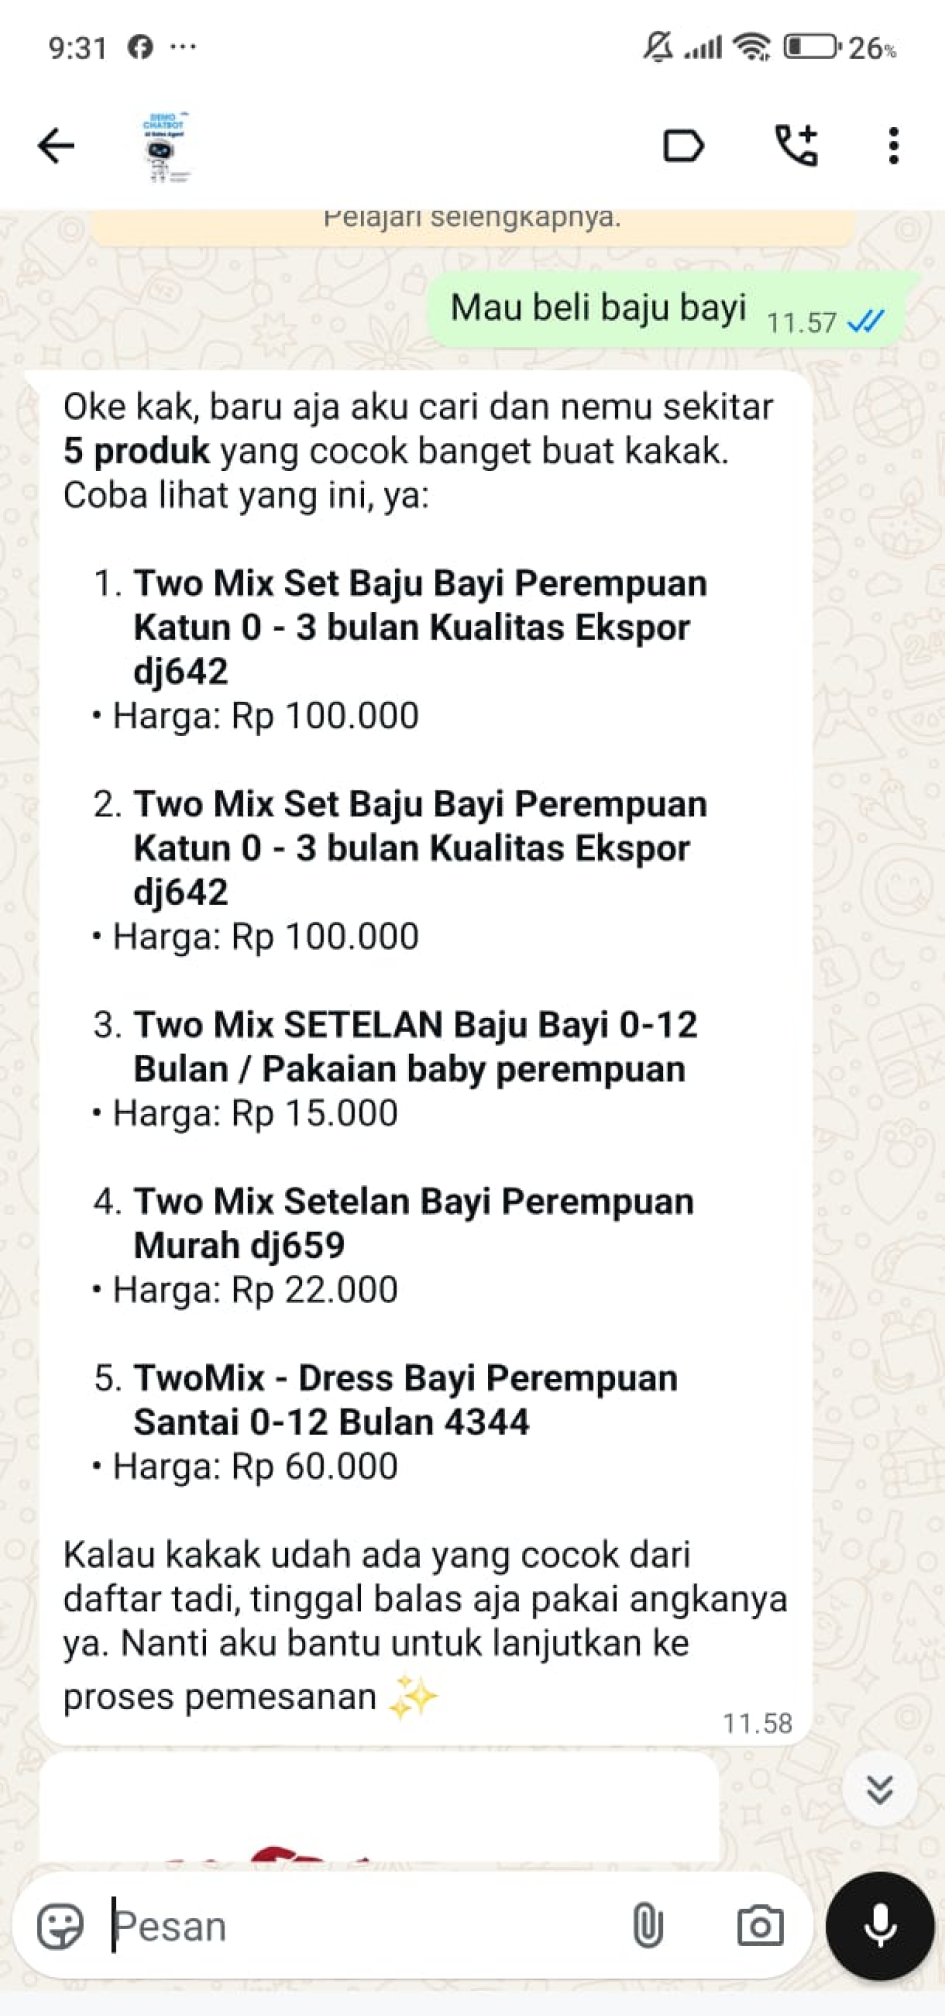 9:31
26%
DEMO
CHATBOT
AI Sales Agent
Pelajari selengkapnya.
Mau beli baju bayi 11.57
Oke kak, baru aja aku cari dan nemu sekitar
5 produk yang cocok banget buat kakak.
Coba lihat yang ini, ya:
1. Two Mix Set Baju Bayi Perempuan
Katun 0 - 3 bulan Kualitas Ekspor
dj642
• Harga: Rp 100.000
2. Two Mix Set Baju Bayi Perempuan
Katun 0 - 3 bulan Kualitas Ekspor
dj642
• Harga: Rp 100.000
3. Two Mix SETELAN Baju Bayi 0-12
Bulan / Pakaian baby perempuan
• Harga: Rp 15.000
4. Two Mix Setelan Bayi Perempuan
Murah dj659
• Harga: Rp 22.000
5. TwoMix - Dress Bayi Perempuan
Santai 0-12 Bulan 4344
• Harga: Rp 60.000
Kalau kakak udah ada yang cocok dari
daftar tadi, tinggal balas aja pakai angkanya
ya. Nanti aku bantu untuk lanjutkan ke
proses pemesanan ✨
11.58
Pesan